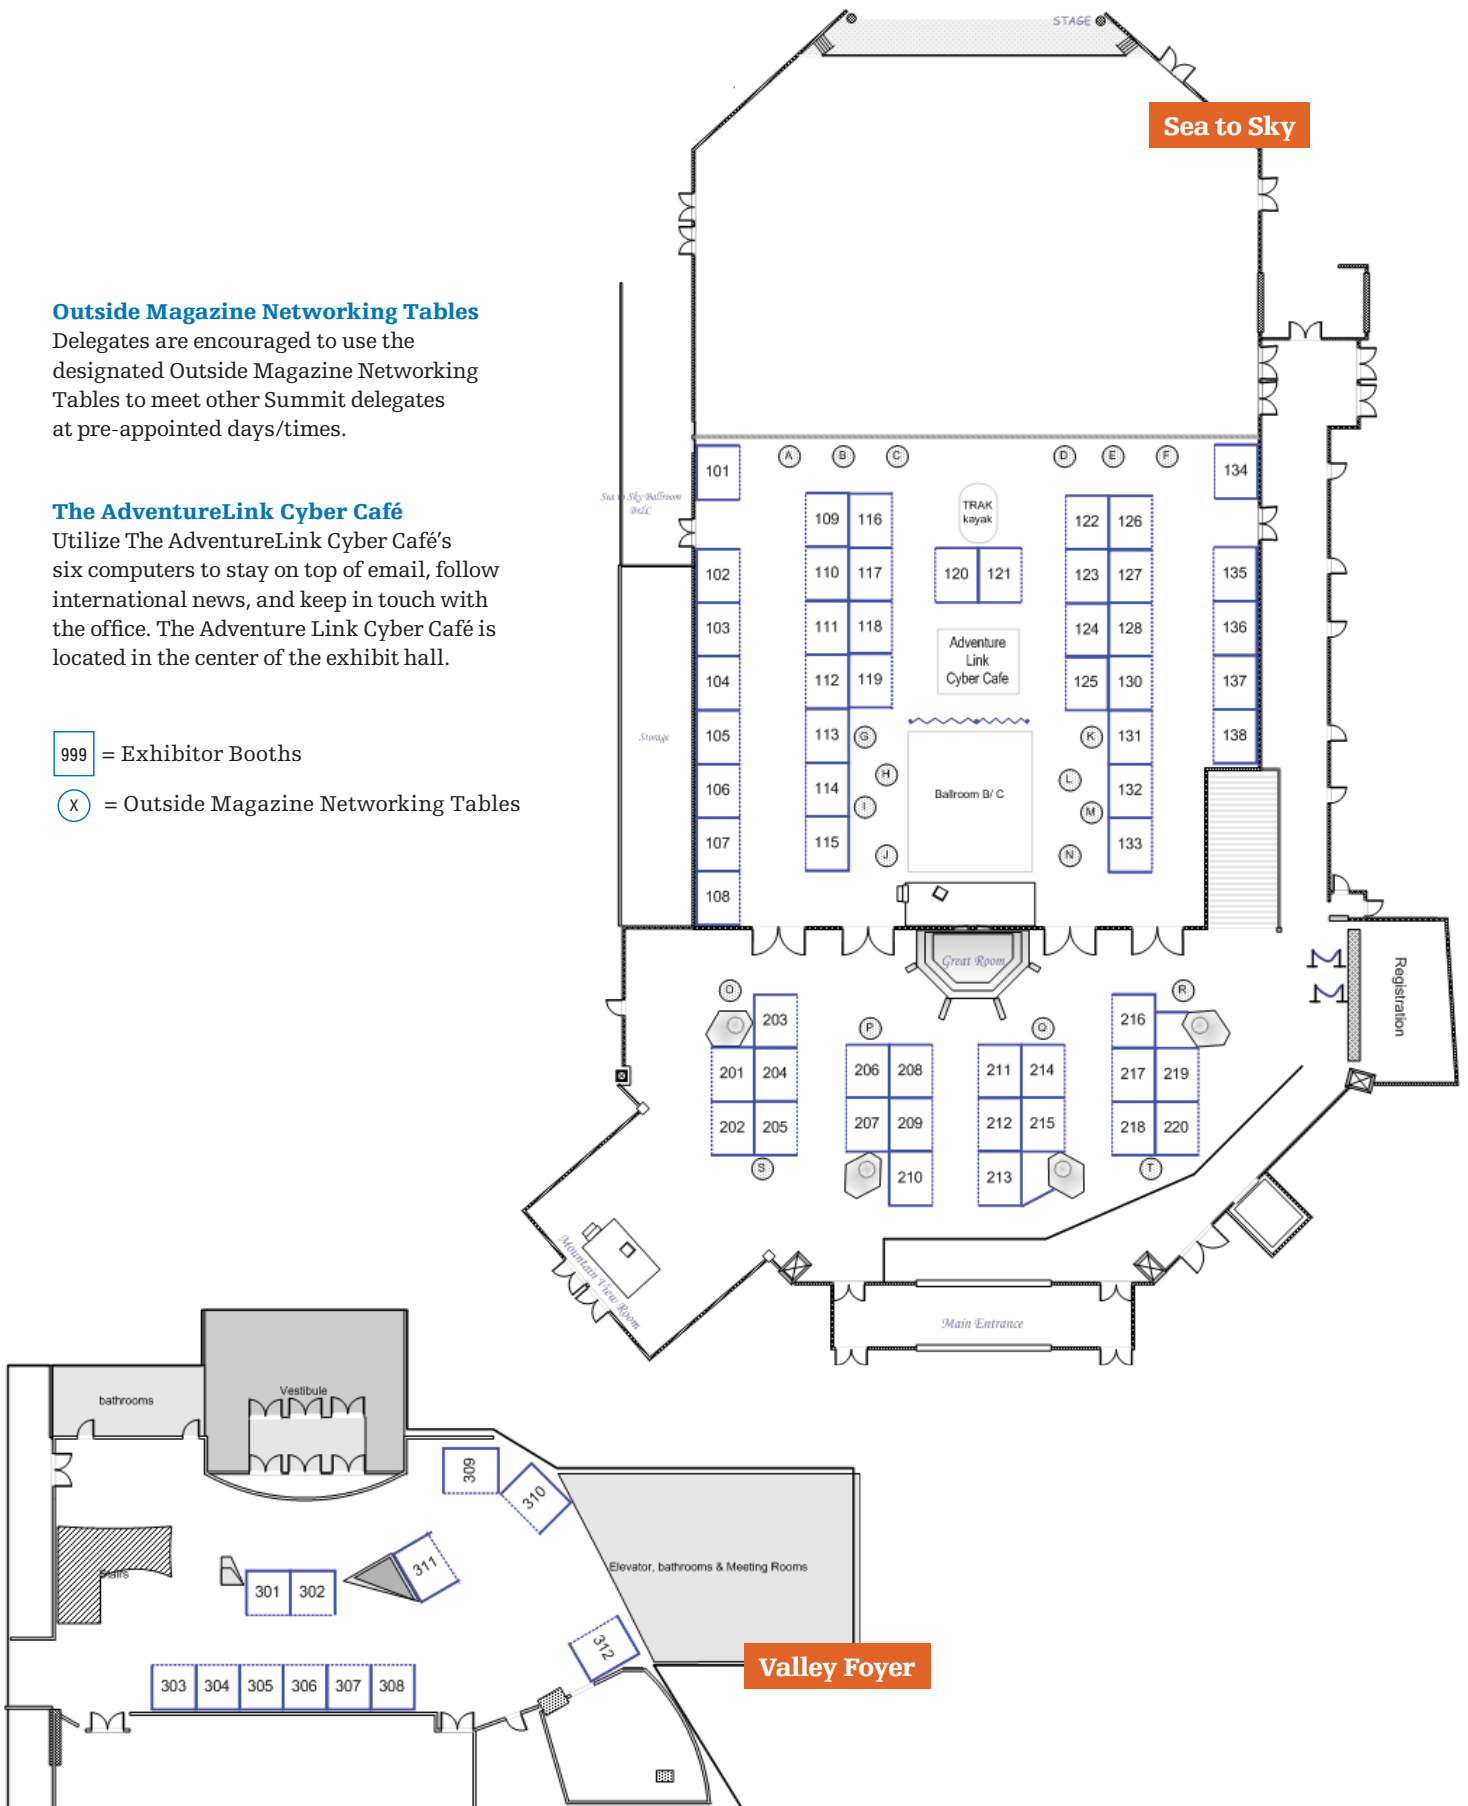 STAGE
Sea to Sky
Outside Magazine Networking Tables
Delegates are encouraged to use the
designated Outside Magazine Networking
Tables to meet other Summit delegates
at pre-appointed days/times.
The AdventureLink Cyber Café
Utilize The AdventureLink Cyber Café’s
six computers to stay on top of email, follow
international news, and keep in touch with
the office. The Adventure Link Cyber Café is
located in the center of the exhibit hall.
999 = Exhibitor Booths
X = Outside Magazine Networking Tables
A B C D E F
101 134
Sea to Sky Ballroom
B&C
109 116 TRAK
kayak 122 126
102 110 117 120 121 123 127 135
103 111 118 124 128 136
Adventure
Link
Cyber Cafe
104 112 119 125 130 137
Storage
105 113 G K 131 138
H L
106 114 I Ballroom B/ C M 132
107 115 J N 133
108
Great Room
Registration
O P Q R
203 216
201 204 206 208 211 214 217 219
202 205 207 209 212 215 218 220
S 210 213 T
Mountain View Room
Main Entrance
bathrooms
Vestibule
309
310
311
Stairs
301 302
Elevator, bathrooms & Meeting Rooms
312
Valley Foyer
303 304 305 306 307 308